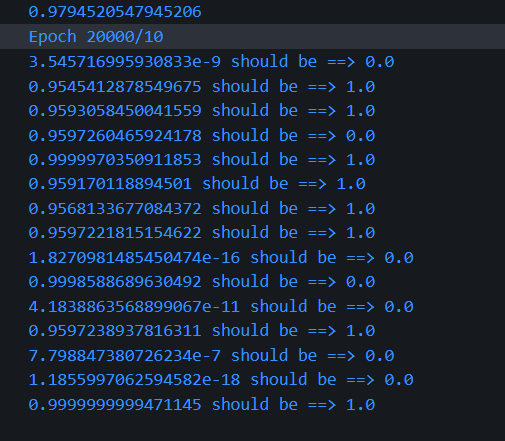 0.9794520547945206
Epoch 20000/10
3.545716995930833e-9 should be ==> 0.0
0.9545412878549675 should be ==> 1.0
0.9593058450041559 should be ==> 1.0
0.9597260465924178 should be ==> 0.0
0.9999970350911853 should be ==> 1.0
0.959170118894501 should be ==> 1.0
0.9568133677084372 should be ==> 1.0
0.9597221815154622 should be ==> 1.0
1.8270981485450474e-16 should be ==> 0.0
0.9998588689630492 should be ==> 0.0
4.1838863568899067e-11 should be ==> 0.0
0.9597238937816311 should be ==> 1.0
7.798847380726234e-7 should be ==> 0.0
1.1855997062594582e-18 should be ==> 0.0
0.9999999999471145 should be ==> 1.0